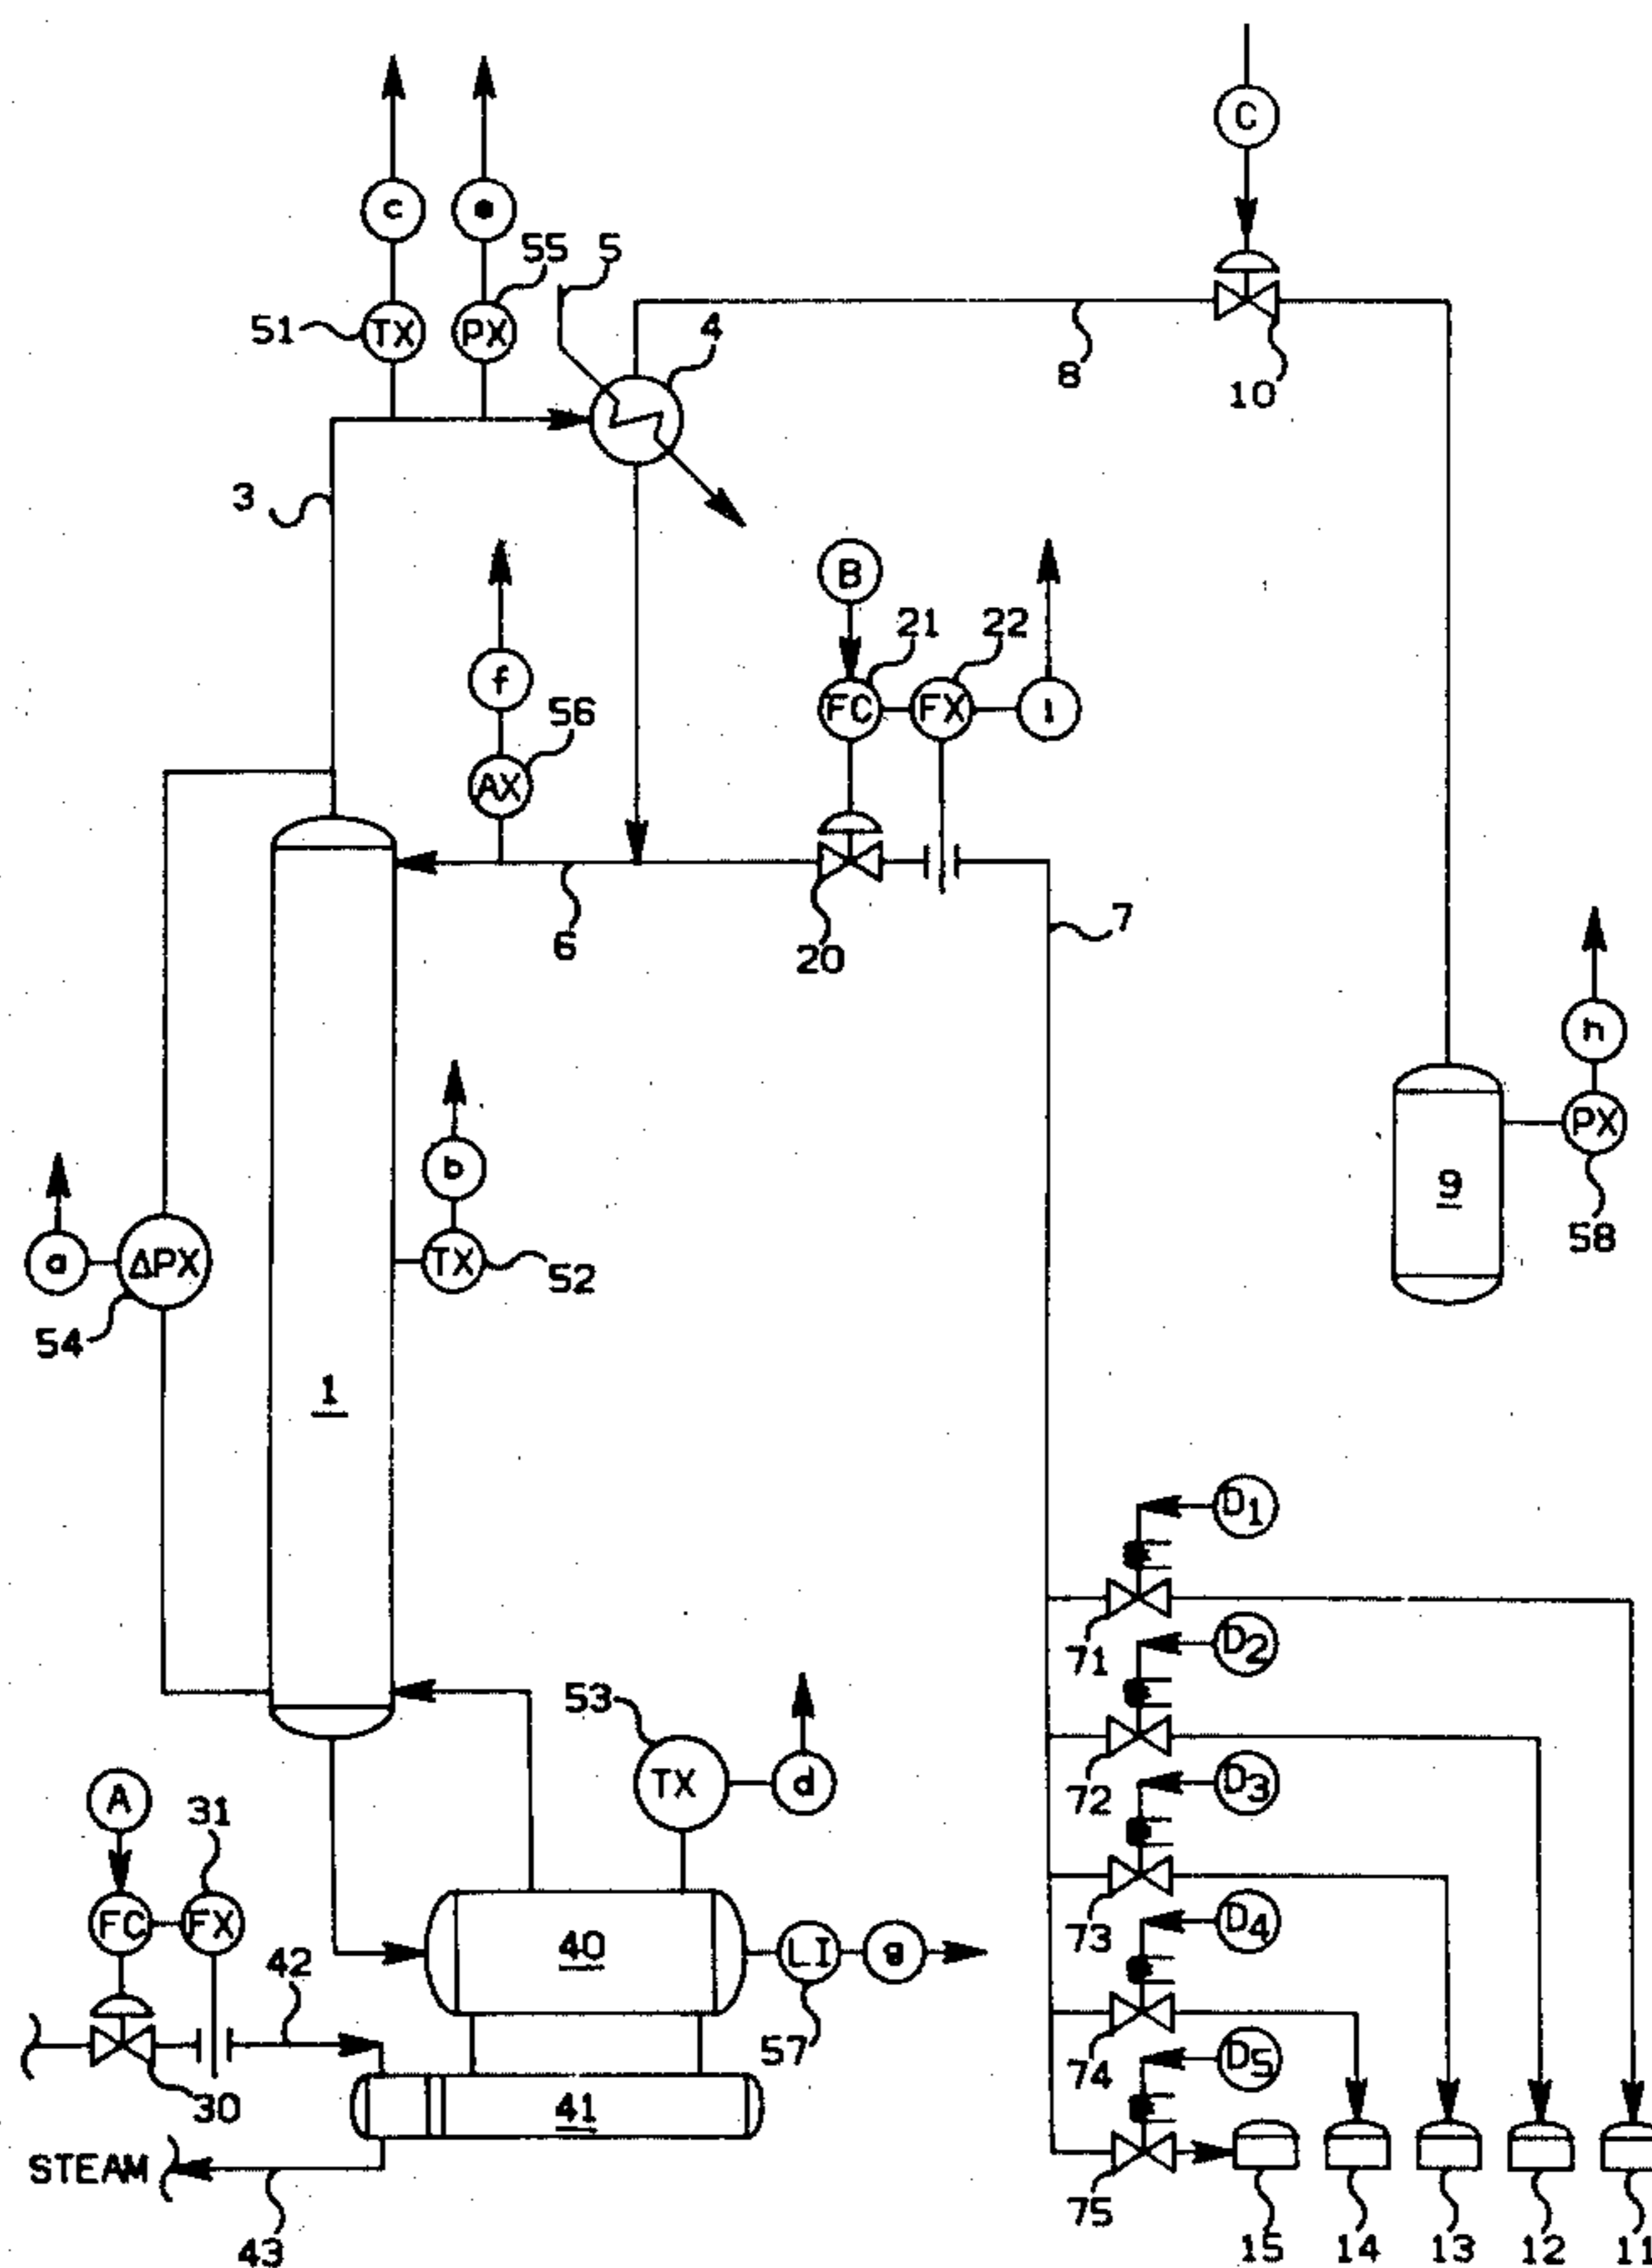 C
c
e
55
5
51
TX
PX
4
8
10
3
B
21
22
f
FC
FX
i
56
AX
6
20
7
h
b
PX
9
58
a
ΔPX
TX
52
54
1
D1
71
D2
53
72
D3
A
31
TX
d
FC
FX
42
40
LI
g
73
D4
57
74
D5
30
41
STEAM
75
43
15
14
13
12
11